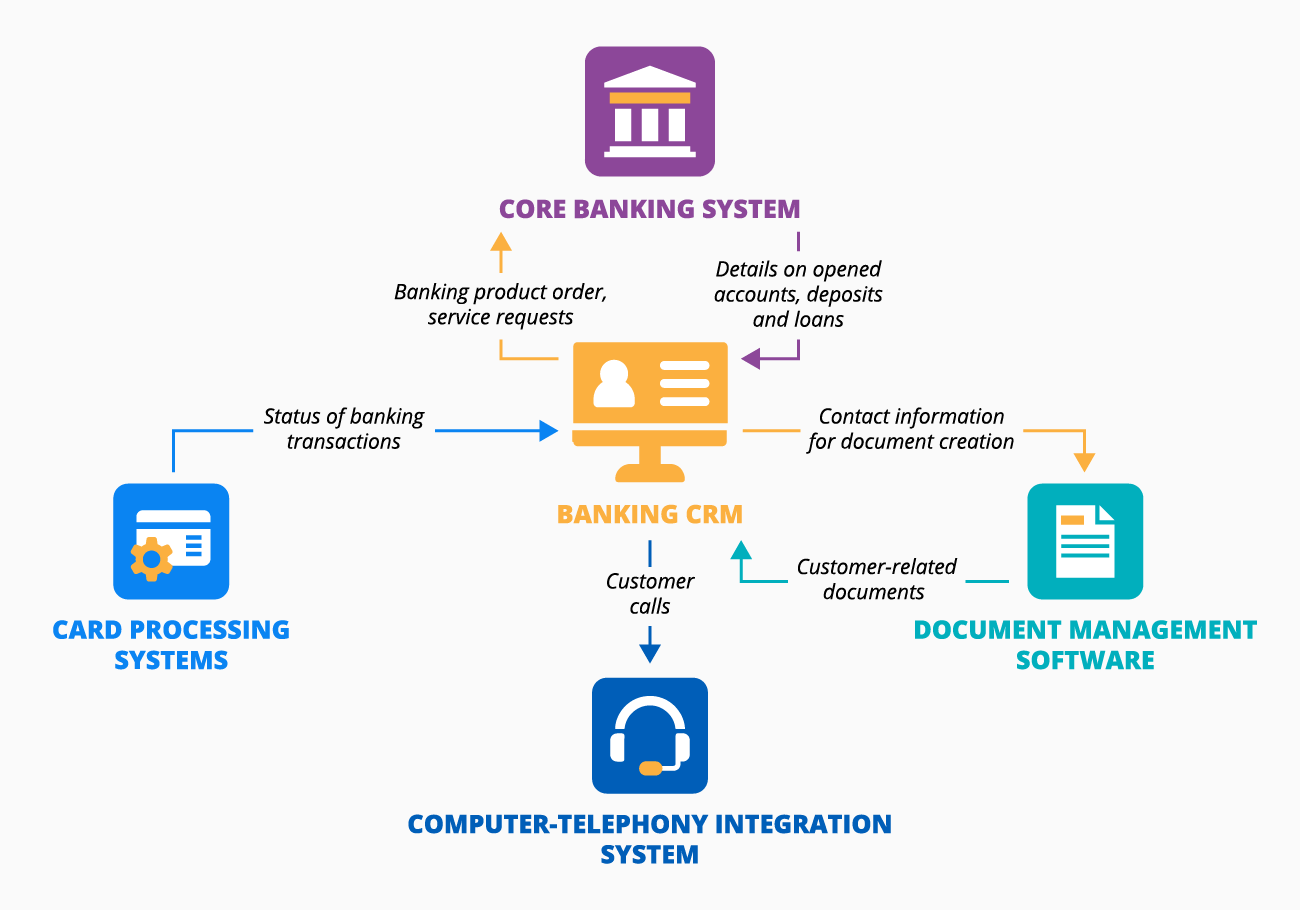 CORE BANKING SYSTEM
Banking product order,
service requests
Details on opened
accounts, deposits
and loans
Status of banking
transactions
Contact information
for document creation
BANKING CRM
Customer
calls
Customer-related
documents
CARD PROCESSING
SYSTEMS
DOCUMENT MANAGEMENT
SOFTWARE
COMPUTER-TELEPHONY INTEGRATION
SYSTEM